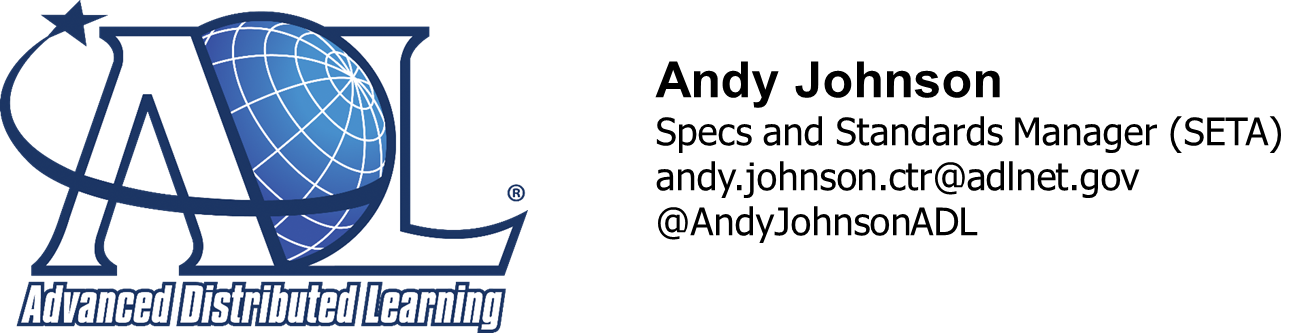 ADL®
Advanced Distributed Learning
Andy Johnson
Specs and Standards Manager (SETA)
andy.johnson.ctr@adlnet.gov
@AndyJohnsonADL